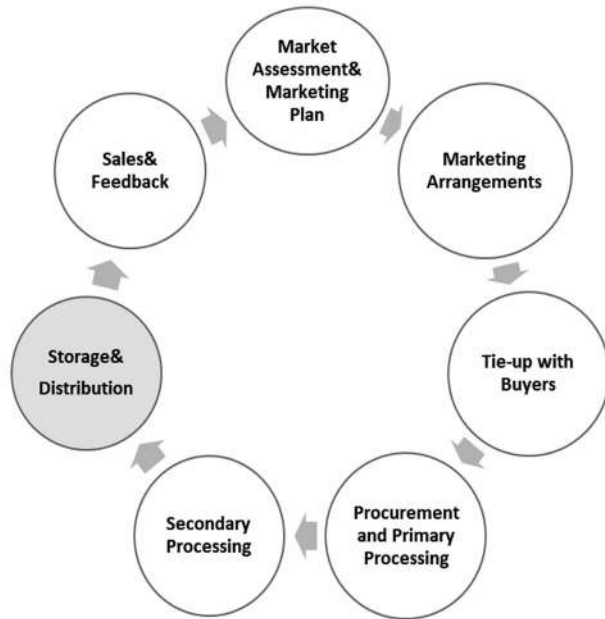 Market
Assessment&
Marketing
Plan
Marketing
Arrangements
Tie-up with
Buyers
Procurement
and Primary
Processing
Secondary
Processing
Storage&
Distribution
Sales&
Feedback